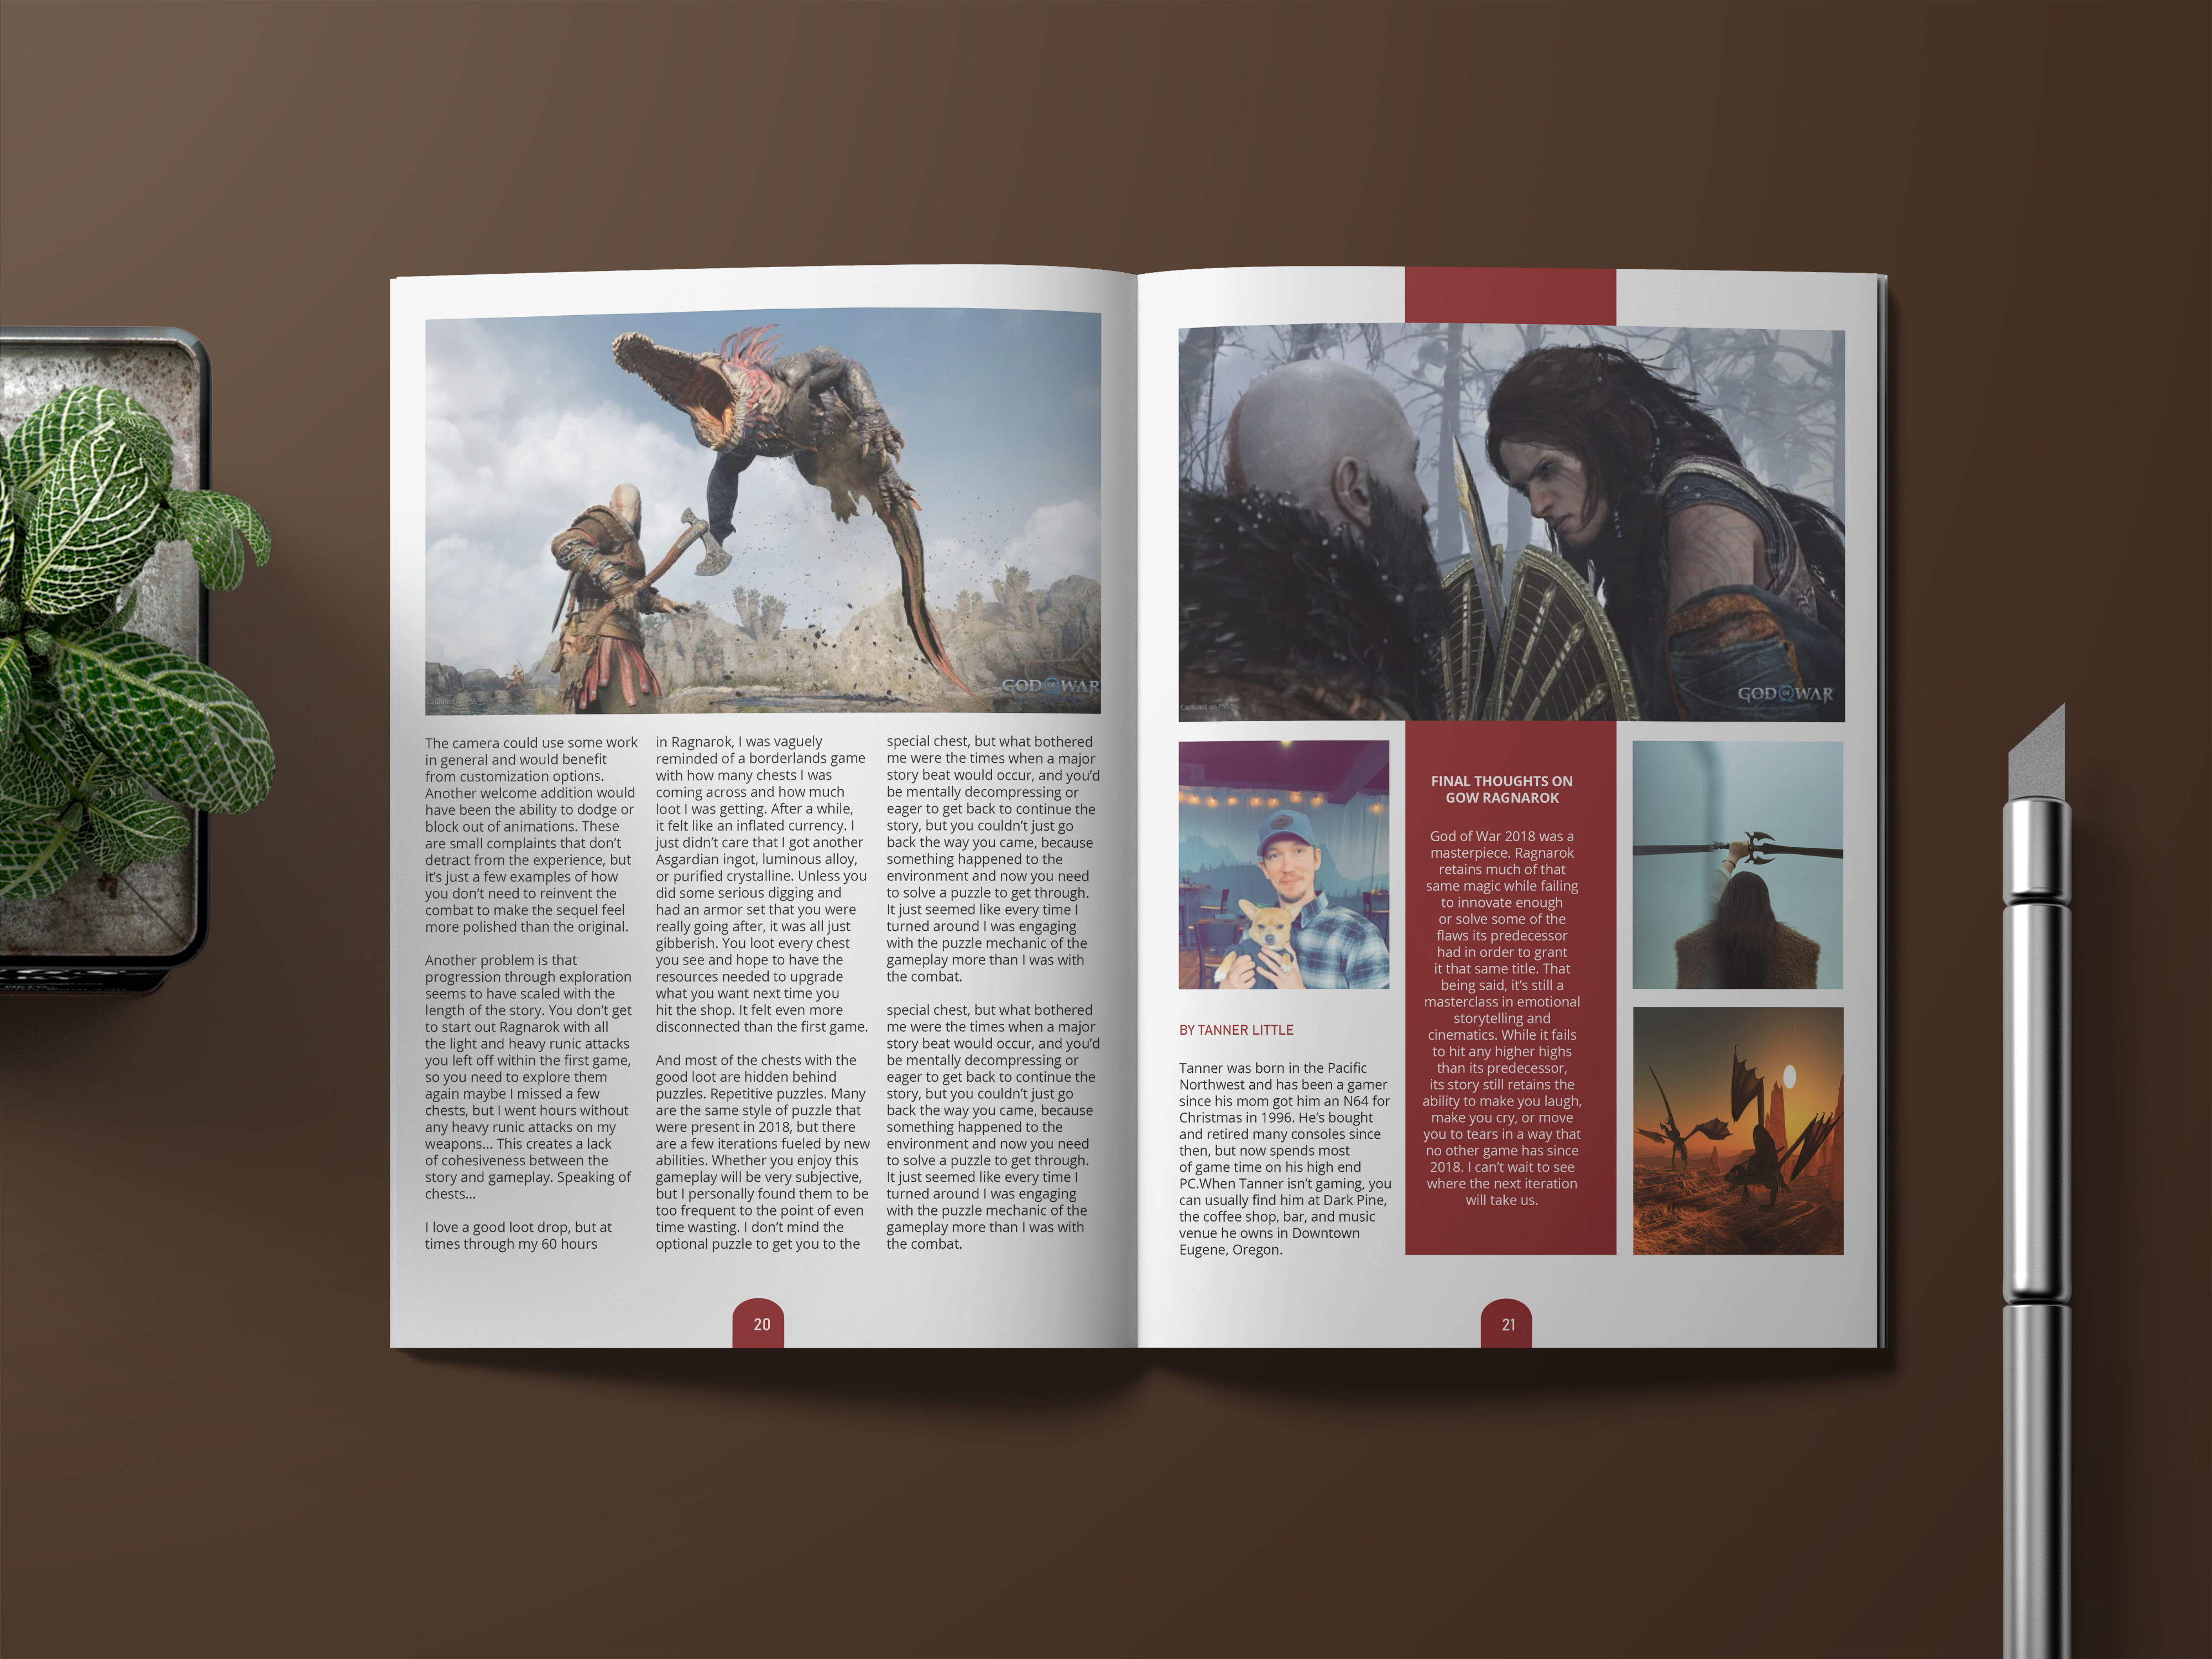 GOD OF WAR
Captured on PS5
The camera could use some work
in general and would benefit
from customization options.
Another welcome addition would
have been the ability to dodge or
block out of animations. These
are small complaints that don't
detract from the experience, but
it's just a few examples of how
you don't need to reinvent the
combat to make the sequel feel
more polished than the original.
Another problem is that
progression through exploration
seems to have scaled with the
length of the story. You don't get
to start out Ragnarok with all
the light and heavy runic attacks
you left off within the first game,
so you need to explore them
again maybe I missed a few
chests, but I went hours without
any heavy runic attacks on my
weapons... This creates a lack
of cohesiveness between the
story and gameplay. Speaking of
chests...
I love a good loot drop, but at
times through my 60 hours
in Ragnarok, I was vaguely
reminded of a borderlands game
with how many chests I was
coming across and how much
loot I was getting. After a while,
it felt like an inflated currency. I
just didn't care that I got another
Asgardian ingot, luminous alloy,
or purified crystalline. Unless you
did some serious digging and
had an armor set that you were
really going after, it was all just
gibberish. You loot every chest
you see and hope to have the
resources needed to upgrade
what you want next time you
hit the shop. It felt even more
disconnected than the first game.
And most of the chests with the
good loot are hidden behind
puzzles. Repetitive puzzles. Many
are the same style of puzzle that
were present in 2018, but there
are a few iterations fueled by new
abilities. Whether you enjoy this
gameplay will be very subjective,
but I personally found them to be
too frequent to the point of even
time wasting. I don't mind the
optional puzzle to get you to the
special chest, but what bothered
me were the times when a major
story beat would occur, and you'd
be mentally decompressing or
eager to get back to continue the
story, but you couldn't just go
back the way you came, because
something happened to the
environment and now you need
to solve a puzzle to get through.
It just seemed like every time I
turned around I was engaging
with the puzzle mechanic of the
gameplay more than I was with
the combat.
special chest, but what bothered
me were the times when a major
story beat would occur, and you'd
be mentally decompressing or
eager to get back to continue the
story, but you couldn't just go
back the way you came, because
something happened to the
environment and now you need
to solve a puzzle to get through.
It just seemed like every time I
turned around I was engaging
with the puzzle mechanic of the
gameplay more than I was with
the combat.
20
GOD OF WAR
Captured on PS5
BY TANNER LITTLE
Tanner was born in the Pacific
Northwest and has been a gamer
since his mom got him an N64 for
Christmas in 1996. He's bought
and retired many consoles since
then, but now spends most
of game time on his high end
PC.When Tanner isn't gaming, you
can usually find him at Dark Pine,
the coffee shop, bar, and music
venue he owns in Downtown
Eugene, Oregon.
FINAL THOUGHTS ON
GOW RAGNAROK
God of War 2018 was a
masterpiece. Ragnarok
retains much of that
same magic while failing
to innovate enough
or solve some of the
flaws its predecessor
had in order to grant
it that same title. That
being said, it's still a
masterclass in emotional
storytelling and
cinematics. While it fails
to hit any higher highs
than its predecessor,
its story still retains the
ability to make you laugh,
make you cry, or move
you to tears in a way that
no other game has since
2018. I can't wait to see
where the next iteration
will take us.
21